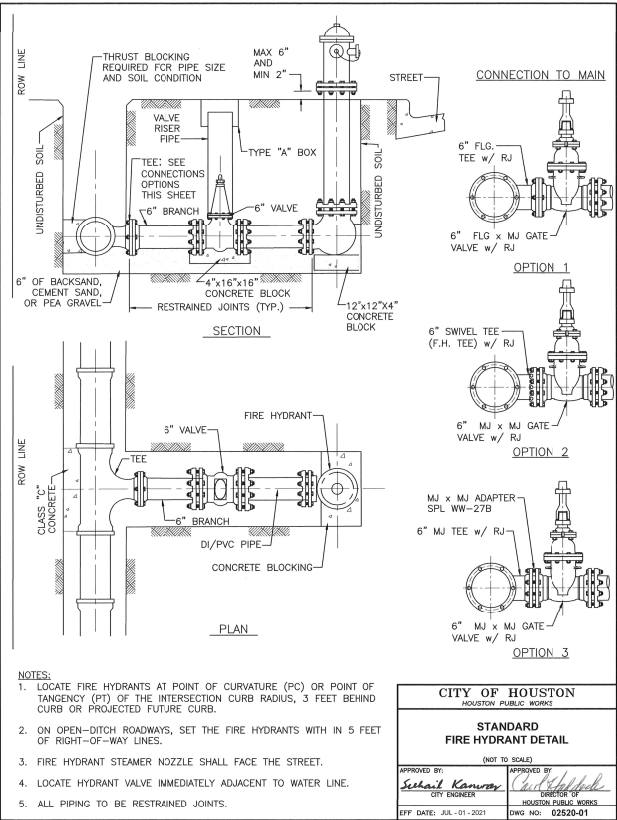 ROW LINE
THRUST BLOCKING
REQUIRED FOR PIPE SIZE
AND SOIL CONDITION
MAX 6"
AND
MIN 2"
STREET
VALVE
RISER
PIPE
TYPE "A" BOX
UNDISTURBED SOIL
UNDISTURBED SOIL
TEE: SEE
CONNECTIONS
OPTIONS
THIS SHEET
6" BRANCH
6" VALVE
6" OF BACKSAND,
CEMENT SAND,
OR PEA GRAVEL
4"x16"x16"
CONCRETE BLOCK
RESTRAINED JOINTS (TYP.)
12"x12"X4"
CONCRETE
BLOCK
SECTION
CONNECTION TO MAIN
6" FLG.
TEE w/ RJ
6" FLG x MJ GATE
VALVE w/ RJ
OPTION 1
6" SWIVEL TEE
(F.H. TEE) w/ RJ
6" MJ x MJ GATE
VALVE w/ RJ
OPTION 2
MJ x MJ ADAPTER
SPL WW-27B
6" MJ TEE w/ RJ
6" MJ x MJ GATE
VALVE w/ RJ
OPTION 3
ROW LINE
FIRE HYDRANT
6" VALVE
TEE
CLASS "C"
CONCRETE
6" BRANCH
DI/PVC PIPE
CONCRETE BLOCKING
PLAN
NOTES:
1. LOCATE FIRE HYDRANTS AT POINT OF CURVATURE (PC) OR POINT OF
TANGENCY (PT) OF THE INTERSECTION CURB RADIUS, 3 FEET BEHIND
CURB OR PROJECTED FUTURE CURB.
2. ON OPEN-DITCH ROADWAYS, SET THE FIRE HYDRANTS WITH IN 5 FEET
OF RIGHT-OF-WAY LINES.
3. FIRE HYDRANT STEAMER NOZZLE SHALL FACE THE STREET.
4. LOCATE HYDRANT VALVE IMMEDIATELY ADJACENT TO WATER LINE.
5. ALL PIPING TO BE RESTRAINED JOINTS.
CITY OF HOUSTON
HOUSTON PUBLIC WORKS
STANDARD
FIRE HYDRANT DETAIL
(NOT TO SCALE)
APPROVED BY:
Suhail Kanwar
CITY ENGINEER
APPROVED BY
DIRECTOR OF
HOUSTON PUBLIC WORKS
EFF DATE: JUL - 01 - 2021
DWG NO: 02520-01